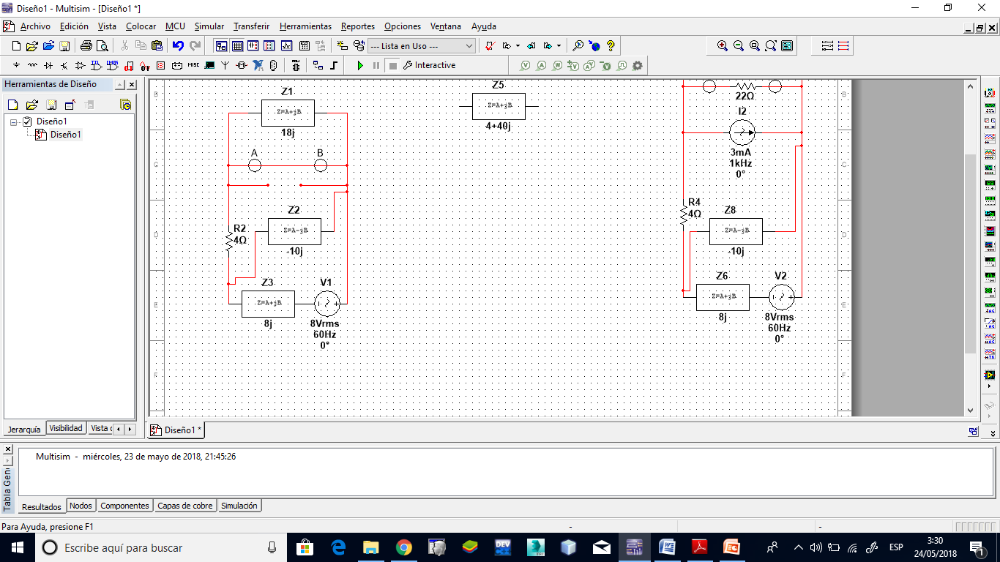 Diseño1 - Multisim - [Diseño1 *]
Archivo Edición Vista Colocar MCU Simular Transferir Herramientas Reportes Opciones Ventana Ayuda
--- Lista en Uso ---
MISC Interactive
Herramientas de Diseño
Diseño1
Diseño1
Jerarquía Visibilidad Vista d
B
C
D
E
F
Z1
Z=A+jB
18j
A B
R2
4Ω
Z2
Z=A-jB
-10j
Z3
Z=A+jB
8j
V1
8Vrms
60Hz
0°
Z5
Z=A+jB
4+40j
22Ω
I2
3mA
1kHz
0°
R4
4Ω
Z8
Z=A-jB
-10j
Z6
Z=A+jB
8j
V2
8Vrms
60Hz
0°
B
C
D
E
F
Diseño1 *
Tabla Gen
Multisim - miércoles, 23 de mayo de 2018, 21:45:26
Resultados Nodos Componentes Capas de cobre Simulación
Para Ayuda, presione F1
- -
Escribe aquí para buscar
DEV
ESP
3:30
24/05/2018
1